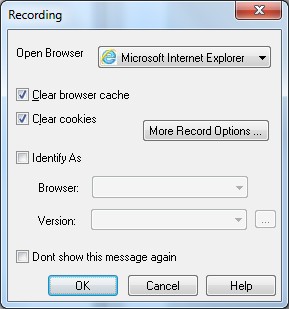 Recording
Open Browser Microsoft Internet Explorer
Clear browser cache
Clear cookies
More Record Options ...
Identify As
Browser:
Version: ...
Dont show this message again
OK Cancel Help